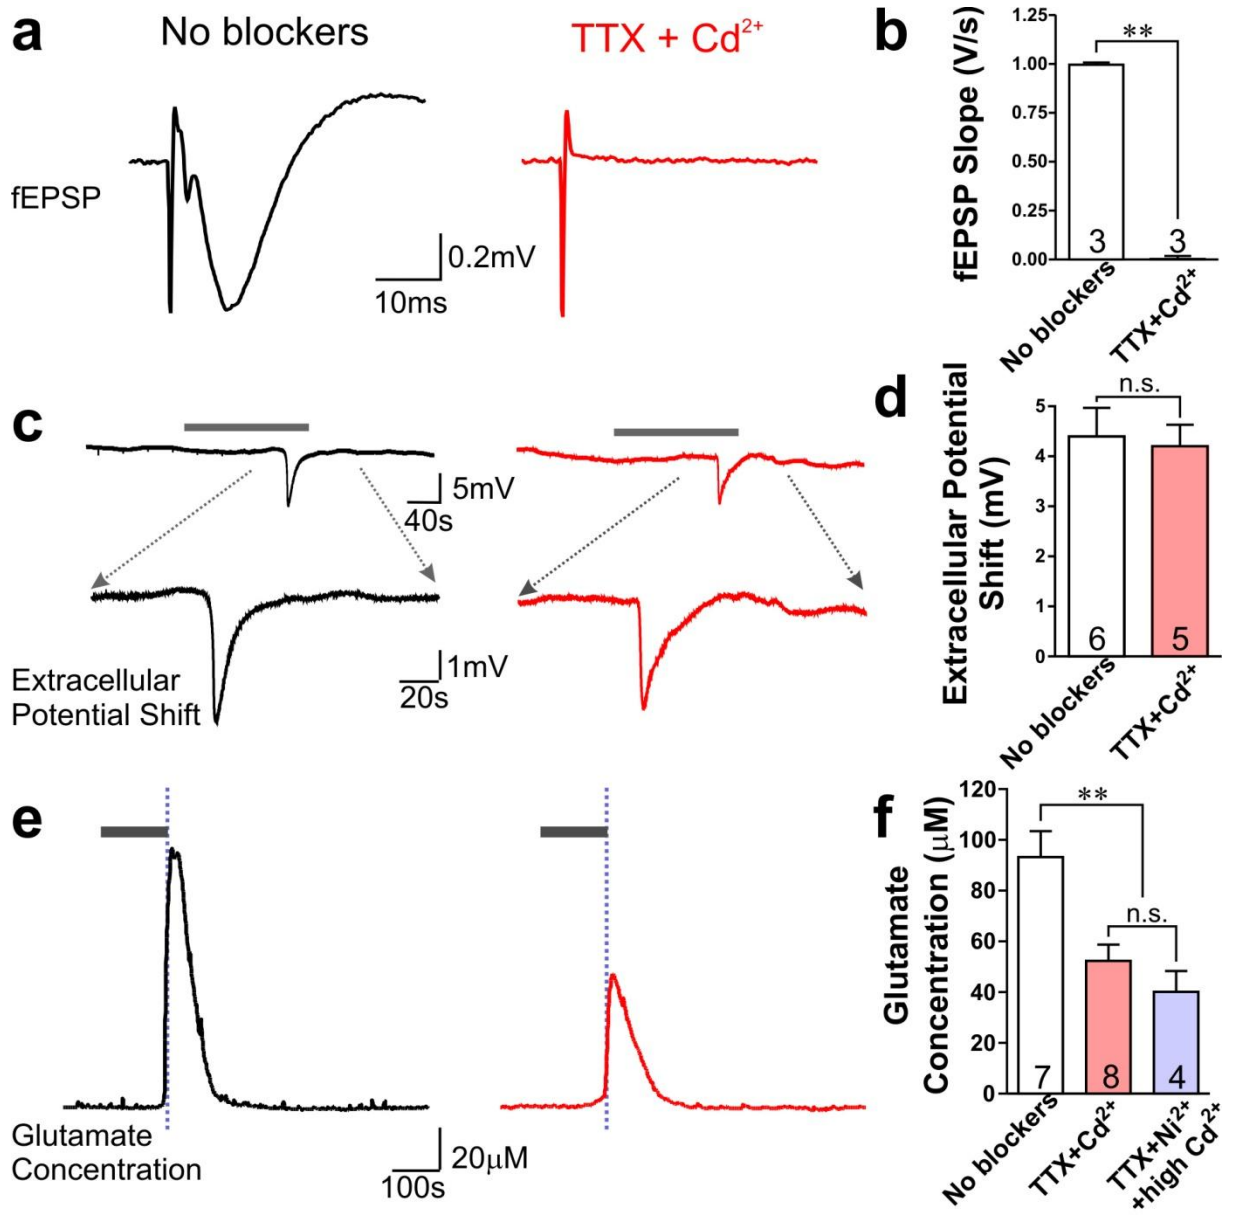 a
No blockers
TTX + Cd²⁺
fEPSP
0.2mV
10ms
b
fEPSP Slope (V/s)
1.25
1.00
0.75
0.50
0.25
0.00
**
3
3
No blockers
TTX+Cd²⁺
c
5mV
40s
1mV
20s
Extracellular
Potential Shift
d
Extracellular Potential
Shift (mV)
5
4
3
2
1
0
n.s.
6
5
No blockers
TTX+Cd²⁺
e
Glutamate
Concentration
20μM
100s
f
Glutamate
Concentration (μM)
120
100
80
60
40
20
0
**
n.s.
7
8
4
No blockers
TTX+Cd²⁺
TTX+Ni²⁺
+high Cd²⁺